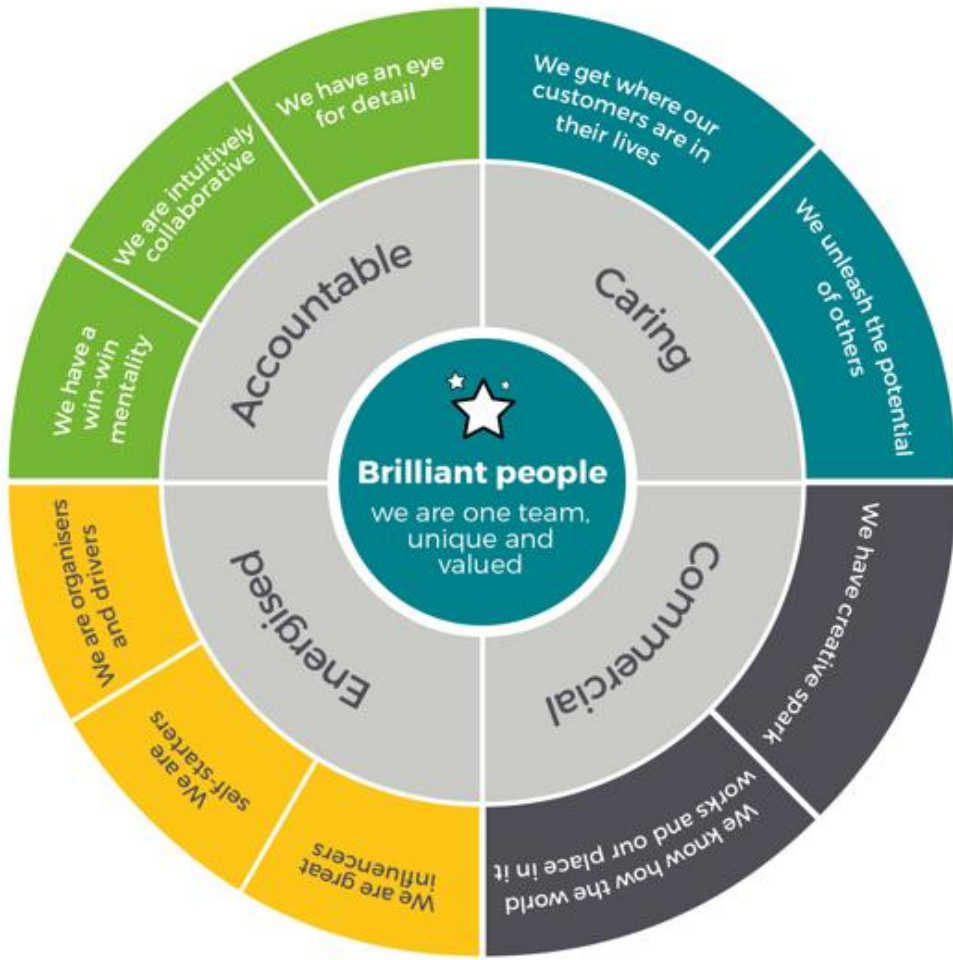 Brilliant people
we are one team,
unique and
valued
Caring
We get where our
customers are in
their lives
We unleash the potential
of others
Commercial
We have creative spark
We know how the world
works and our place in it
Energised
We are great
influencers
We are
self-starters
We are organisers
and drivers
Accountable
We have a
win-win
mentality
We are intuitively
collaborative
We have an eye
for detail